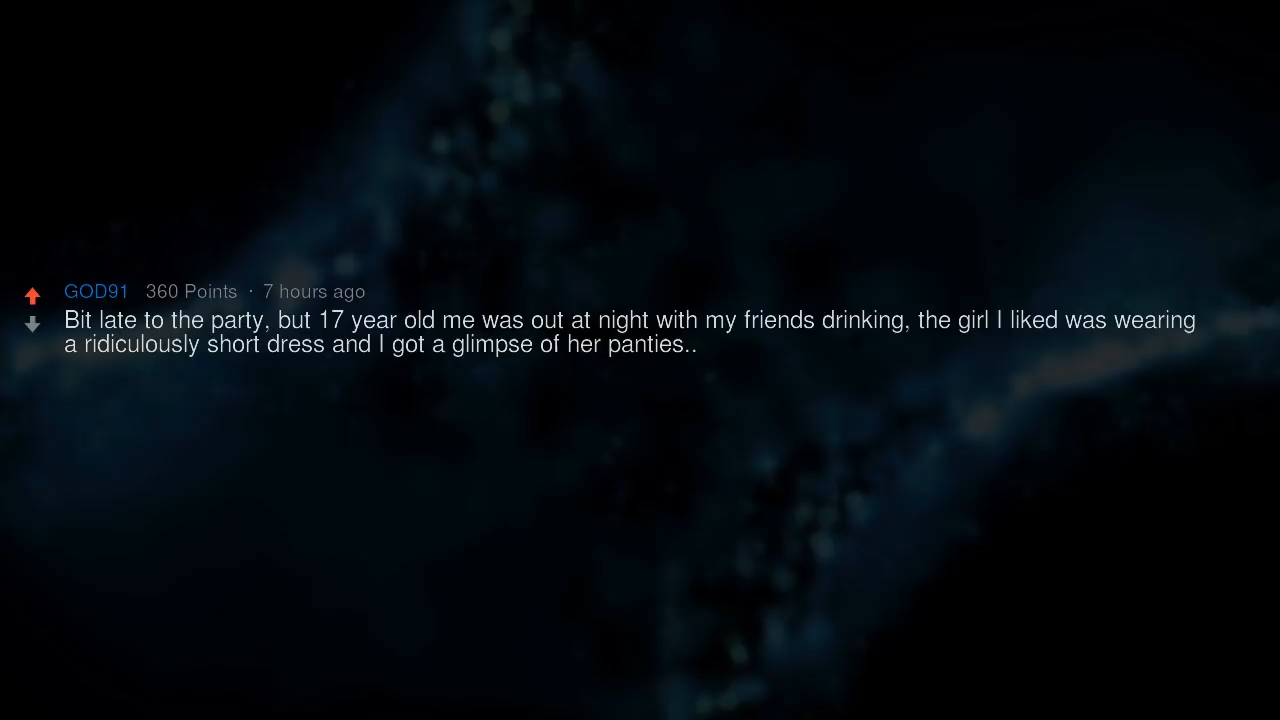 GOD91 360 Points · 7 hours ago
Bit late to the party, but 17 year old me was out at night with my friends drinking, the girl I liked was wearing
a ridiculously short dress and I got a glimpse of her panties..